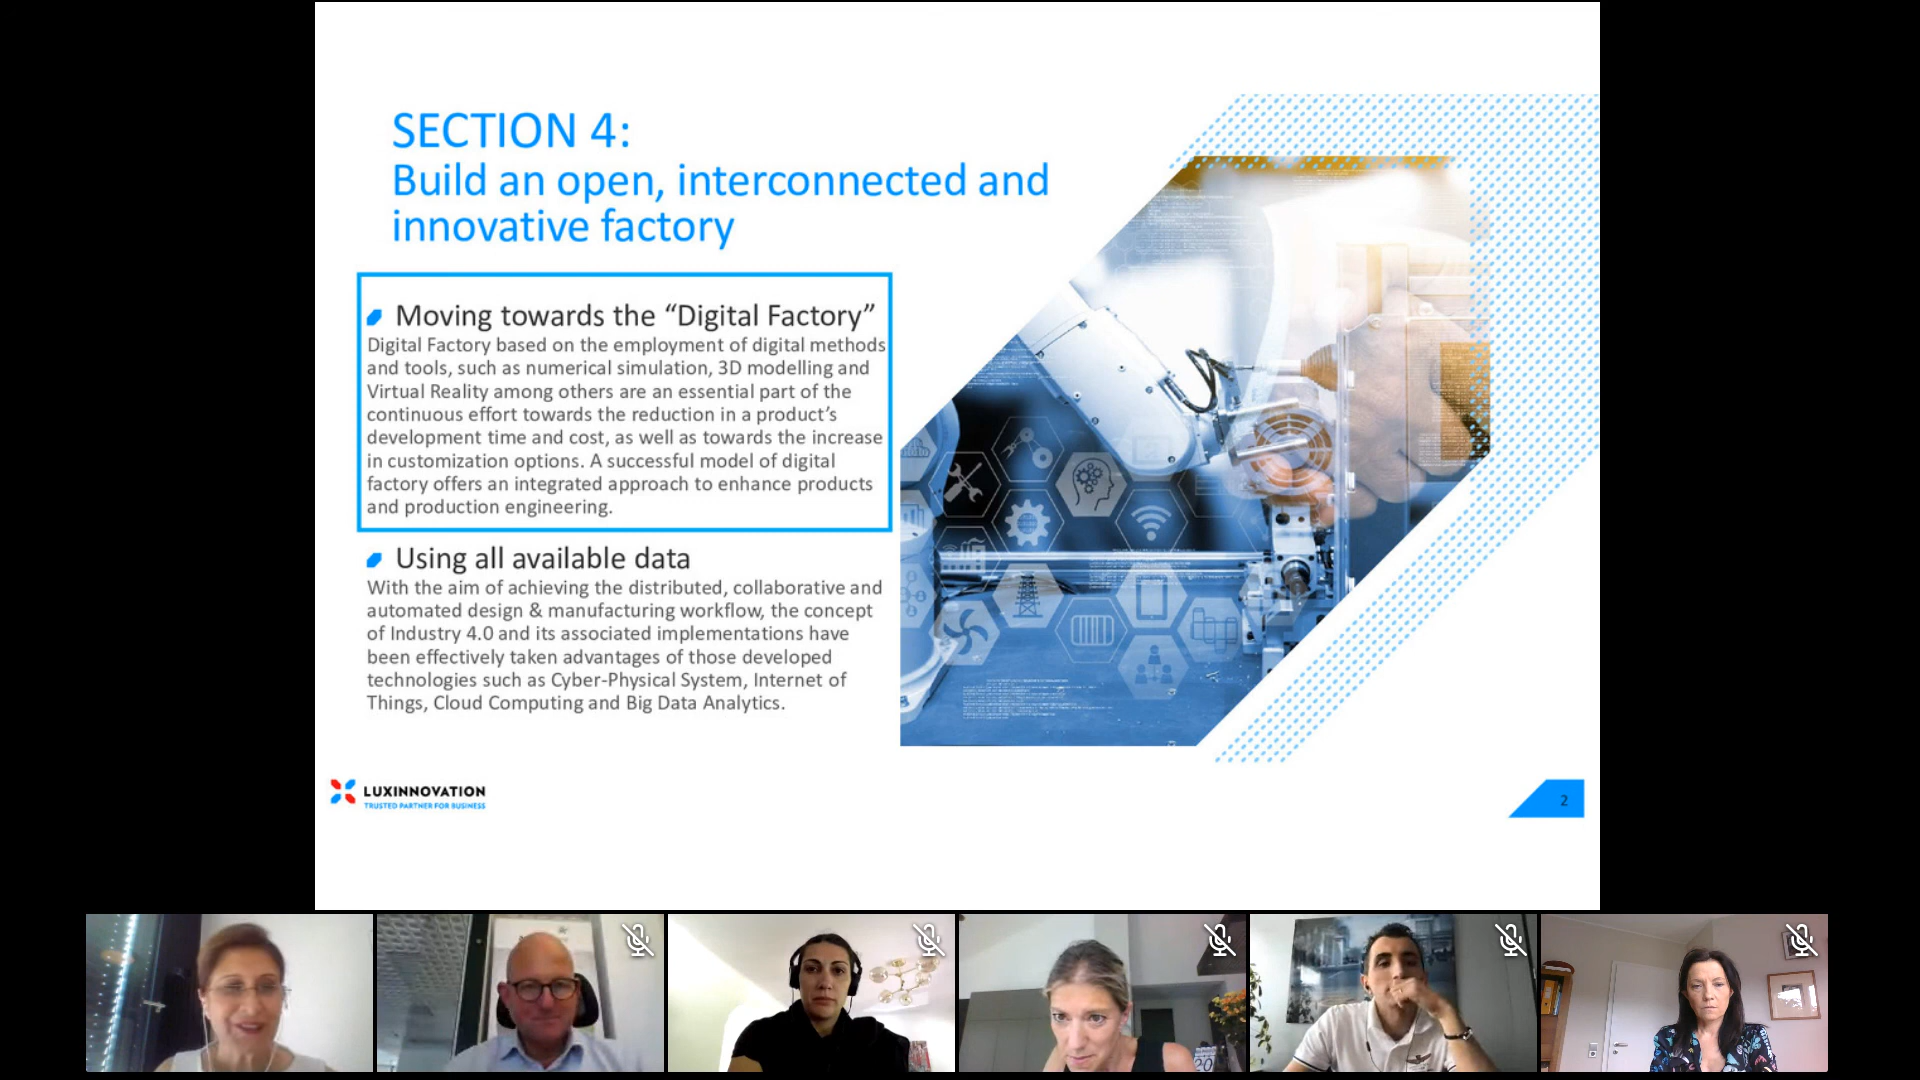 SECTION 4:
Build an open, interconnected and
innovative factory
Moving towards the “Digital Factory”
Digital Factory based on the employment of digital methods
and tools, such as numerical simulation, 3D modelling and
Virtual Reality among others are an essential part of the
continuous effort towards the reduction in a product’s
development time and cost, as well as towards the increase
in customization options. A successful model of digital
factory offers an integrated approach to enhance products
and production engineering.
Using all available data
With the aim of achieving the distributed, collaborative and
automated design & manufacturing workflow, the concept
of Industry 4.0 and its associated implementations have
been effectively taken advantages of those developed
technologies such as Cyber-Physical System, Internet of
Things, Cloud Computing and Big Data Analytics.
LUXINNOVATION
TRUSTED PARTNER FOR BUSINESS
2
20